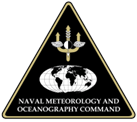 NAVAL METEOROLOGY AND
OCEANOGRAPHY COMMAND